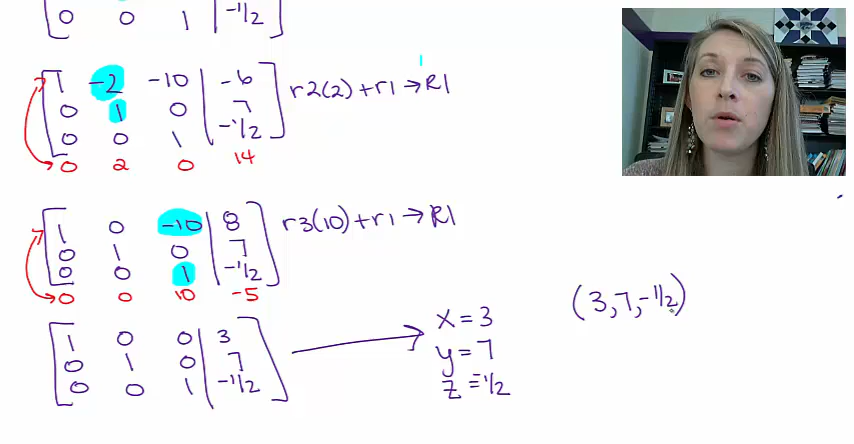 0 0 1 | -1/2
1 -2 -10 | -6 r2(2)+r1→R1
0 1 0 | 7
0 0 1 | -1/2
0 2 0 14
1 0 -10 | 8 r3(10)+r1→R1
0 1 0 | 7
0 0 1 | -1/2
0 0 10 -5
1 0 0 | 3
0 1 0 | 7
0 0 1 | -1/2
x=3
y=7
z=-1/2
(3,7,-1/2)